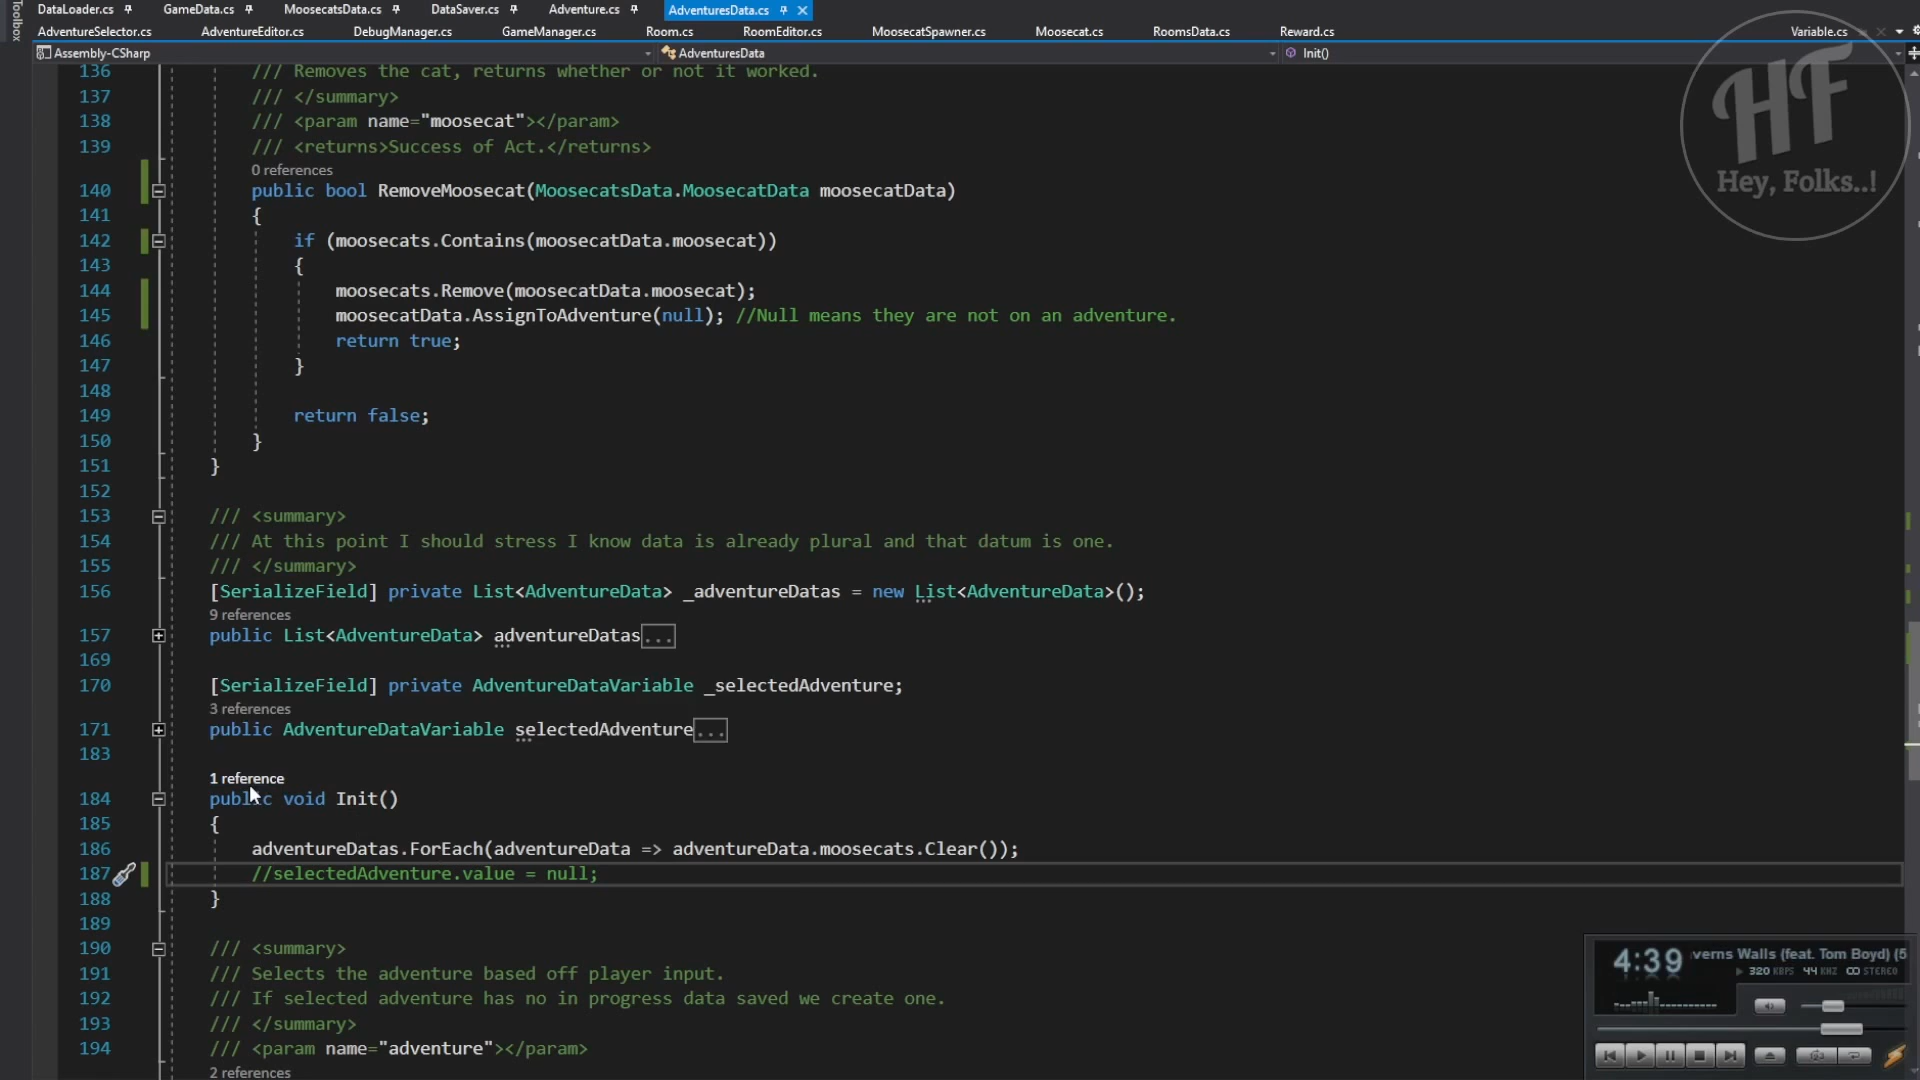 DataLoader.cs GameData.cs MoosecatsData.cs DataSaver.cs Adventure.cs AdventuresData.cs
AdventureSelector.cs AdventureEditor.cs DebugManager.cs GameManager.cs Room.cs RoomEditor.cs MoosecatSpawner.cs Moosecat.cs RoomsData.cs Reward.cs Variable.cs
Toolbox
Assembly-CSharp AdventuresData Init()
136 /// Removes the cat, returns whether or not it worked.
137 /// </summary>
138 /// <param name="moosecat"></param>
139 /// <returns>Success of Act.</returns>
0 references
140 public bool RemoveMoosecat(MoosecatsData.MoosecatData moosecatData)
141 {
142 if (moosecats.Contains(moosecatData.moosecat))
143 {
144 moosecats.Remove(moosecatData.moosecat);
145 moosecatData.AssignToAdventure(null); //Null means they are not on an adventure.
146 return true;
147 }
148
149 return false;
150 }
151 }
152
153 /// <summary>
154 /// At this point I should stress I know data is already plural and that datum is one.
155 /// </summary>
156 [SerializeField] private List<AdventureData> _adventureDatas = new List<AdventureData>();
9 references
157 public List<AdventureData> adventureDatas...
169
170 [SerializeField] private AdventureDataVariable _selectedAdventure;
3 references
171 public AdventureDataVariable selectedAdventure...
183
1 reference
184 public void Init()
185 {
186 adventureDatas.ForEach(adventureData => adventureData.moosecats.Clear());
187 //selectedAdventure.value = null;
188 }
189
190 /// <summary>
191 /// Selects the adventure based off player input.
192 /// If selected adventure has no in progress data saved we create one.
193 /// </summary>
194 /// <param name="adventure"></param>
2 references
HF
Hey, Folks..!
4:39 verns Walls (feat. Tom Boyd) (5
320 KBPS 44 KHZ STEREO